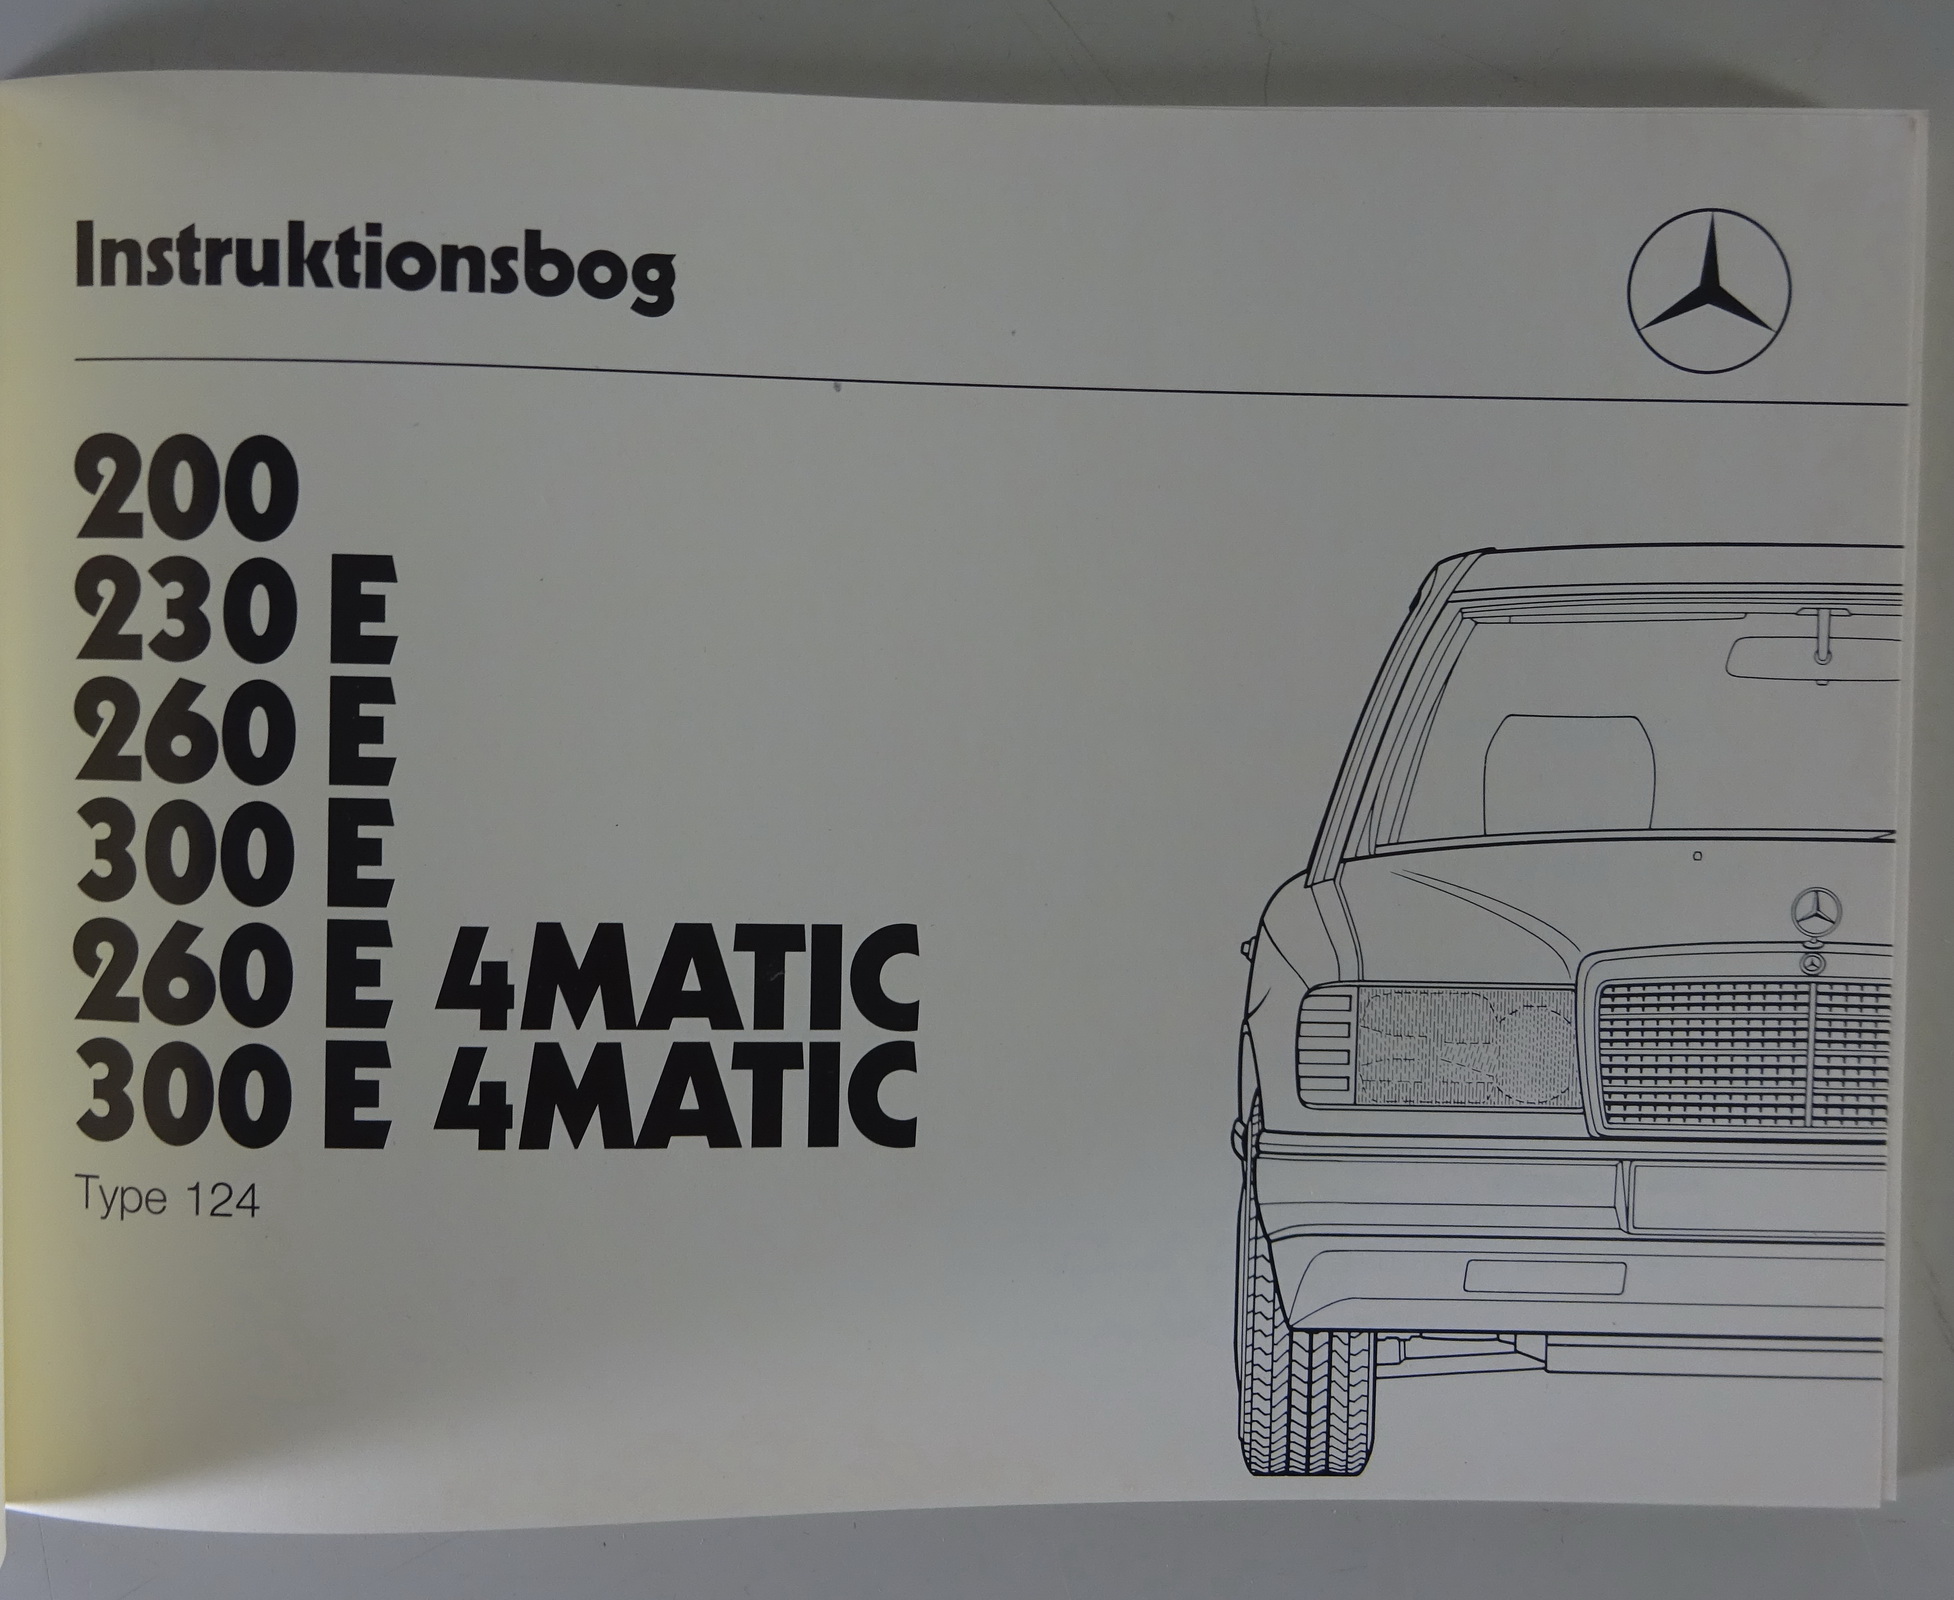 Instruktionsbog
200
230 E
260 E
300 E
260 E 4MATIC
300 E 4MATIC
Type 124